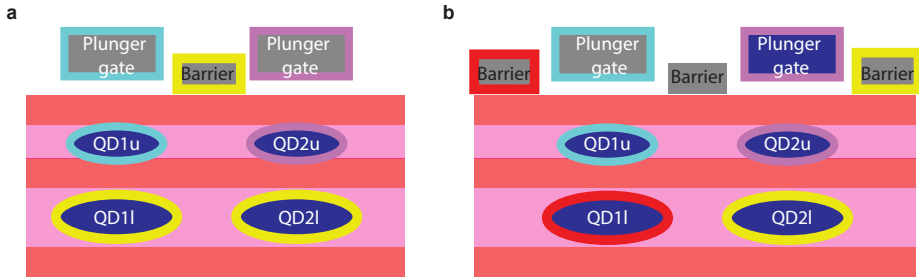 a
Plunger
gate
Barrier
Plunger
gate
QD1u
QD2u
QD1l
QD2l
b
Barrier
Plunger
gate
Barrier
Plunger
gate
Barrier
QD1u
QD2u
QD1l
QD2l